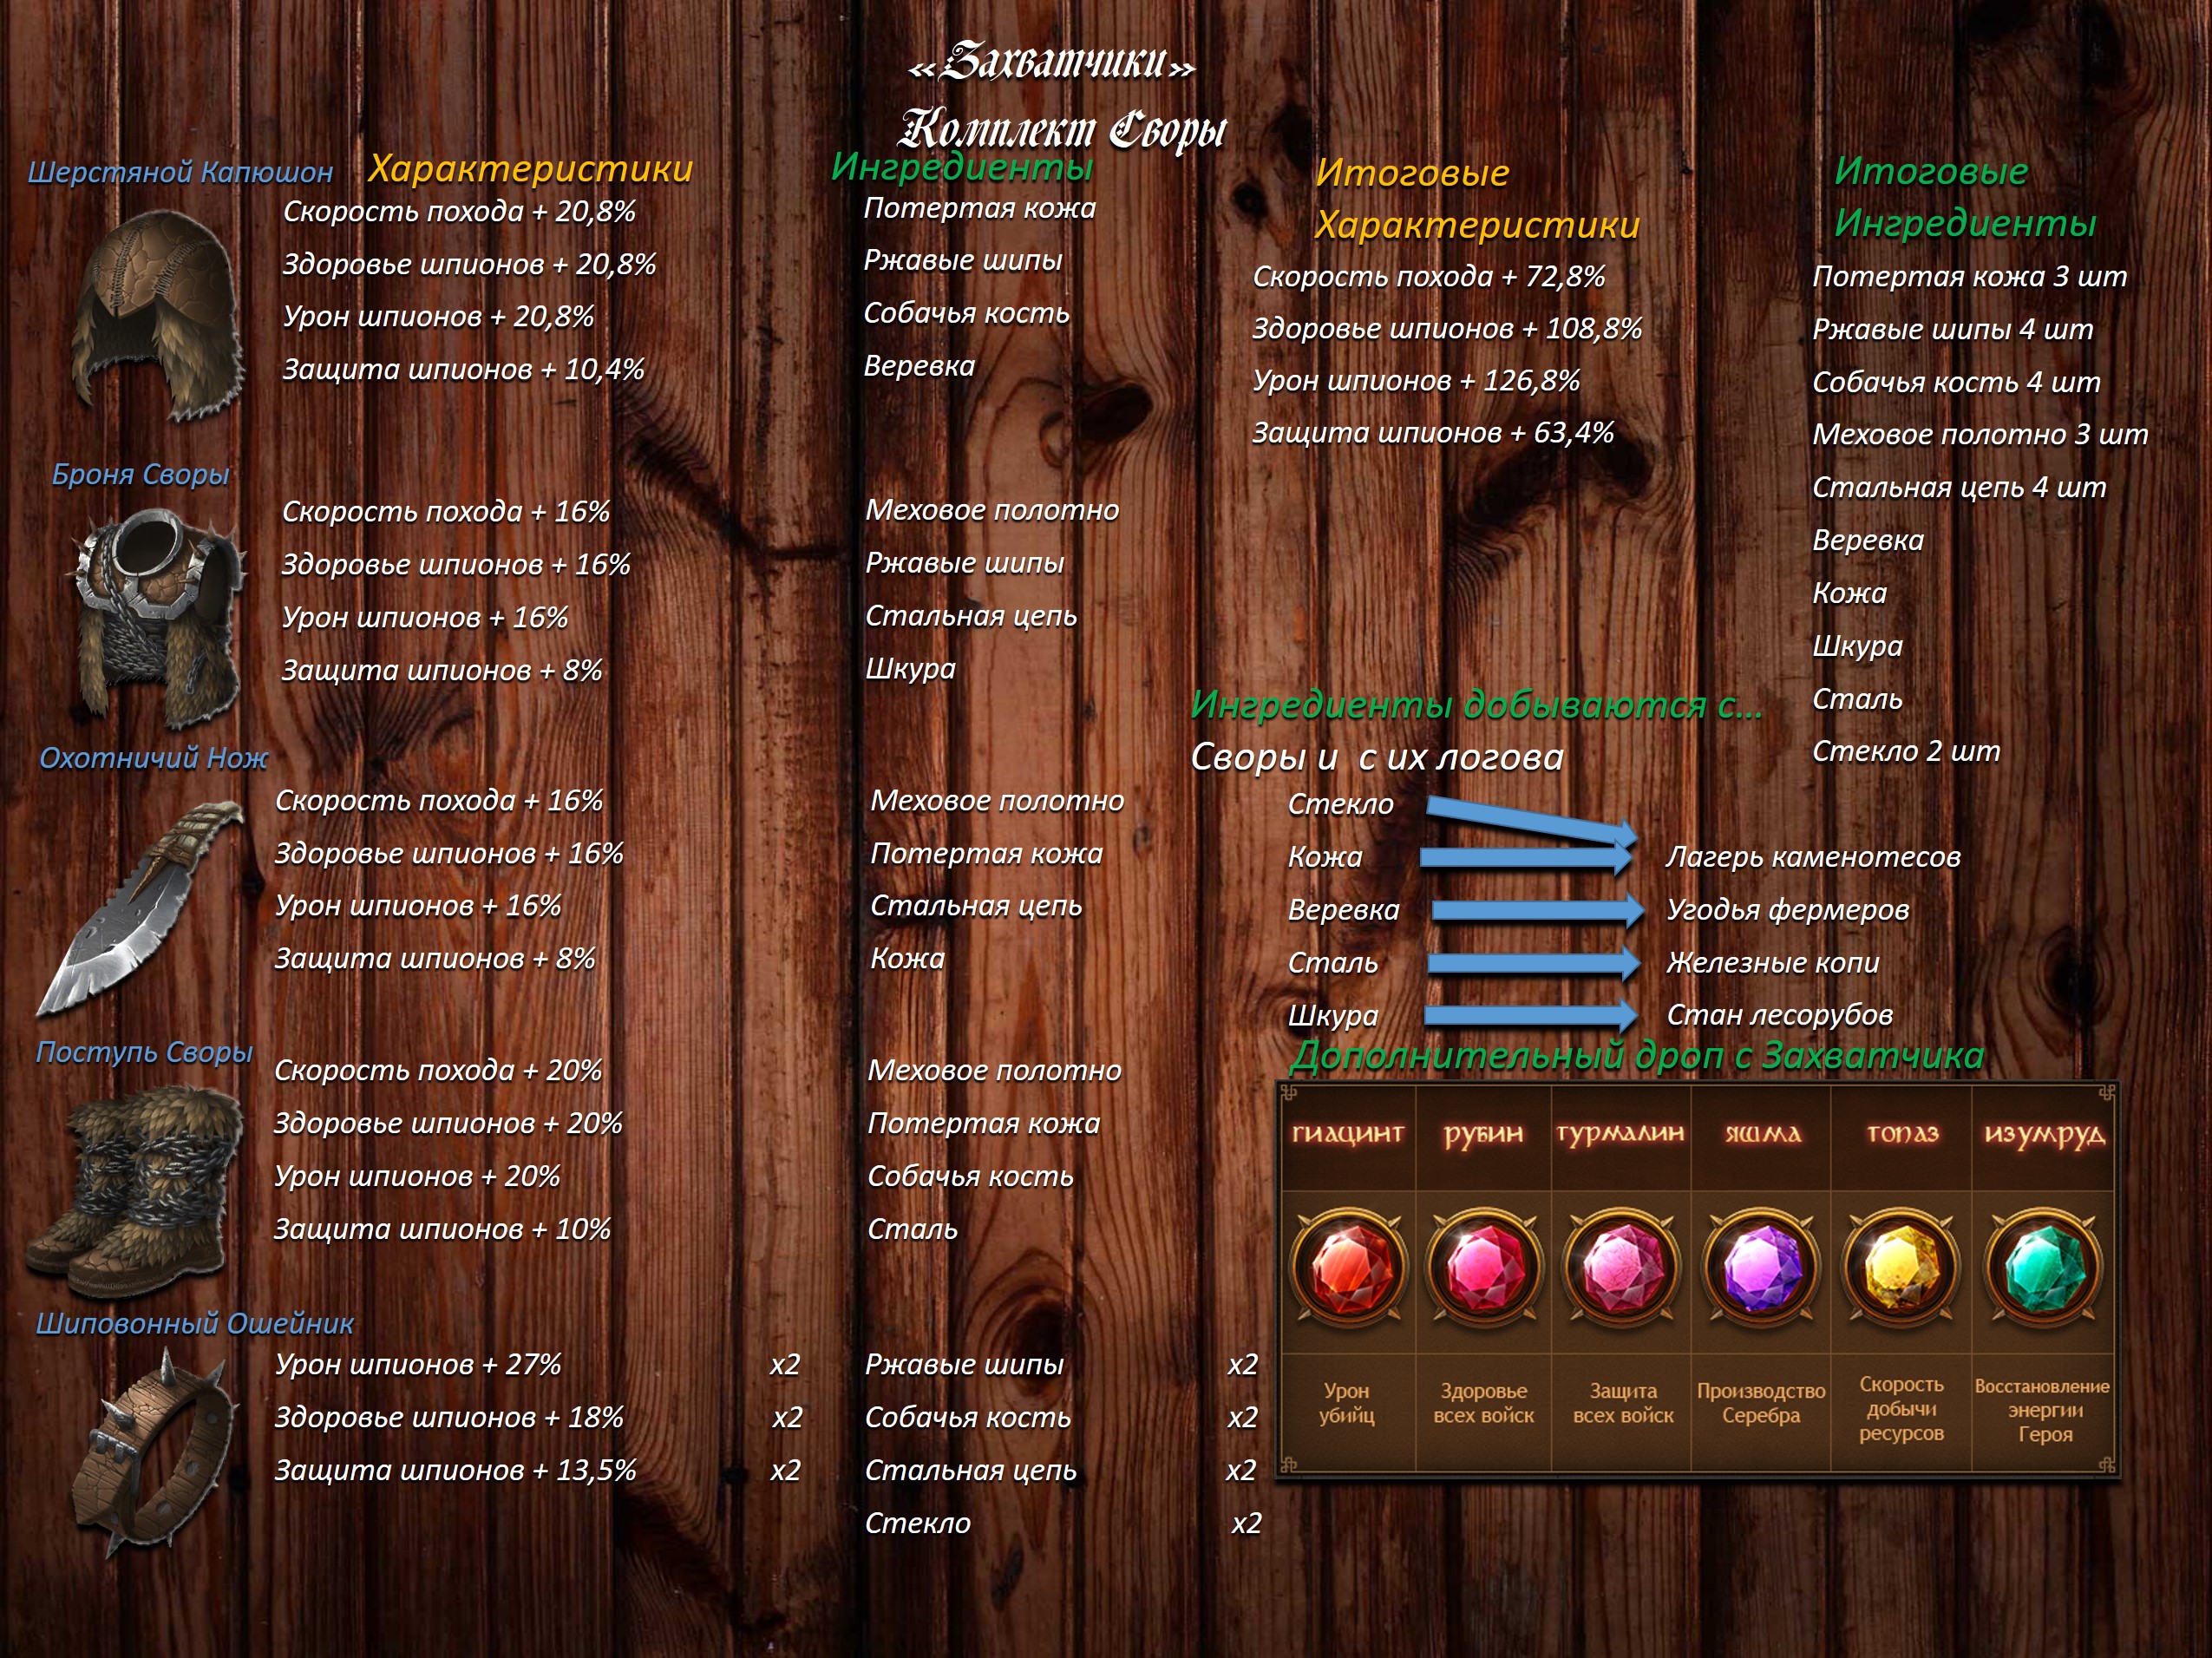 «Захватчики»
Комплект Своры
Шерстяной Капюшон
Характеристики
Скорость похода + 20,8%
Здоровье шпионов + 20,8%
Урон шпионов + 20,8%
Защита шпионов + 10,4%
Ингредиенты
Потертая кожа
Ржавые шипы
Собачья кость
Веревка
Броня Своры
Скорость похода + 16%
Здоровье шпионов + 16%
Урон шпионов + 16%
Защита шпионов + 8%
Меховое полотно
Ржавые шипы
Стальная цепь
Шкура
Охотничий Нож
Скорость похода + 16%
Здоровье шпионов + 16%
Урон шпионов + 16%
Защита шпионов + 8%
Меховое полотно
Потертая кожа
Стальная цепь
Кожа
Поступь Своры
Скорость похода + 20%
Здоровье шпионов + 20%
Урон шпионов + 20%
Защита шпионов + 10%
Меховое полотно
Потертая кожа
Собачья кость
Сталь
Шиповонный Ошейник
Урон шпионов + 27% x2
Здоровье шпионов + 18% x2
Защита шпионов + 13,5% x2
Ржавые шипы x2
Собачья кость x2
Стальная цепь x2
Стекло x2
Итоговые
Характеристики
Скорость похода + 72,8%
Здоровье шпионов + 108,8%
Урон шпионов + 126,8%
Защита шпионов + 63,4%
Итоговые
Ингредиенты
Потертая кожа 3 шт
Ржавые шипы 4 шт
Собачья кость 4 шт
Меховое полотно 3 шт
Стальная цепь 4 шт
Веревка
Кожа
Шкура
Сталь
Стекло 2 шт
Ингредиенты добываются с...
Своры и с их логова
Стекло
Кожа Лагерь каменотесов
Веревка Угодья фермеров
Сталь Железные копи
Шкура Стан лесорубов
Дополнительный дроп с Захватчика
гиацинт рубин турмалин яшма топаз изумруд
Урон
убийц
Здоровье
всех войск
Защита
всех войск
Производство
Серебра
Скорость
добычи
ресурсов
Восстановление
энергии
Героя